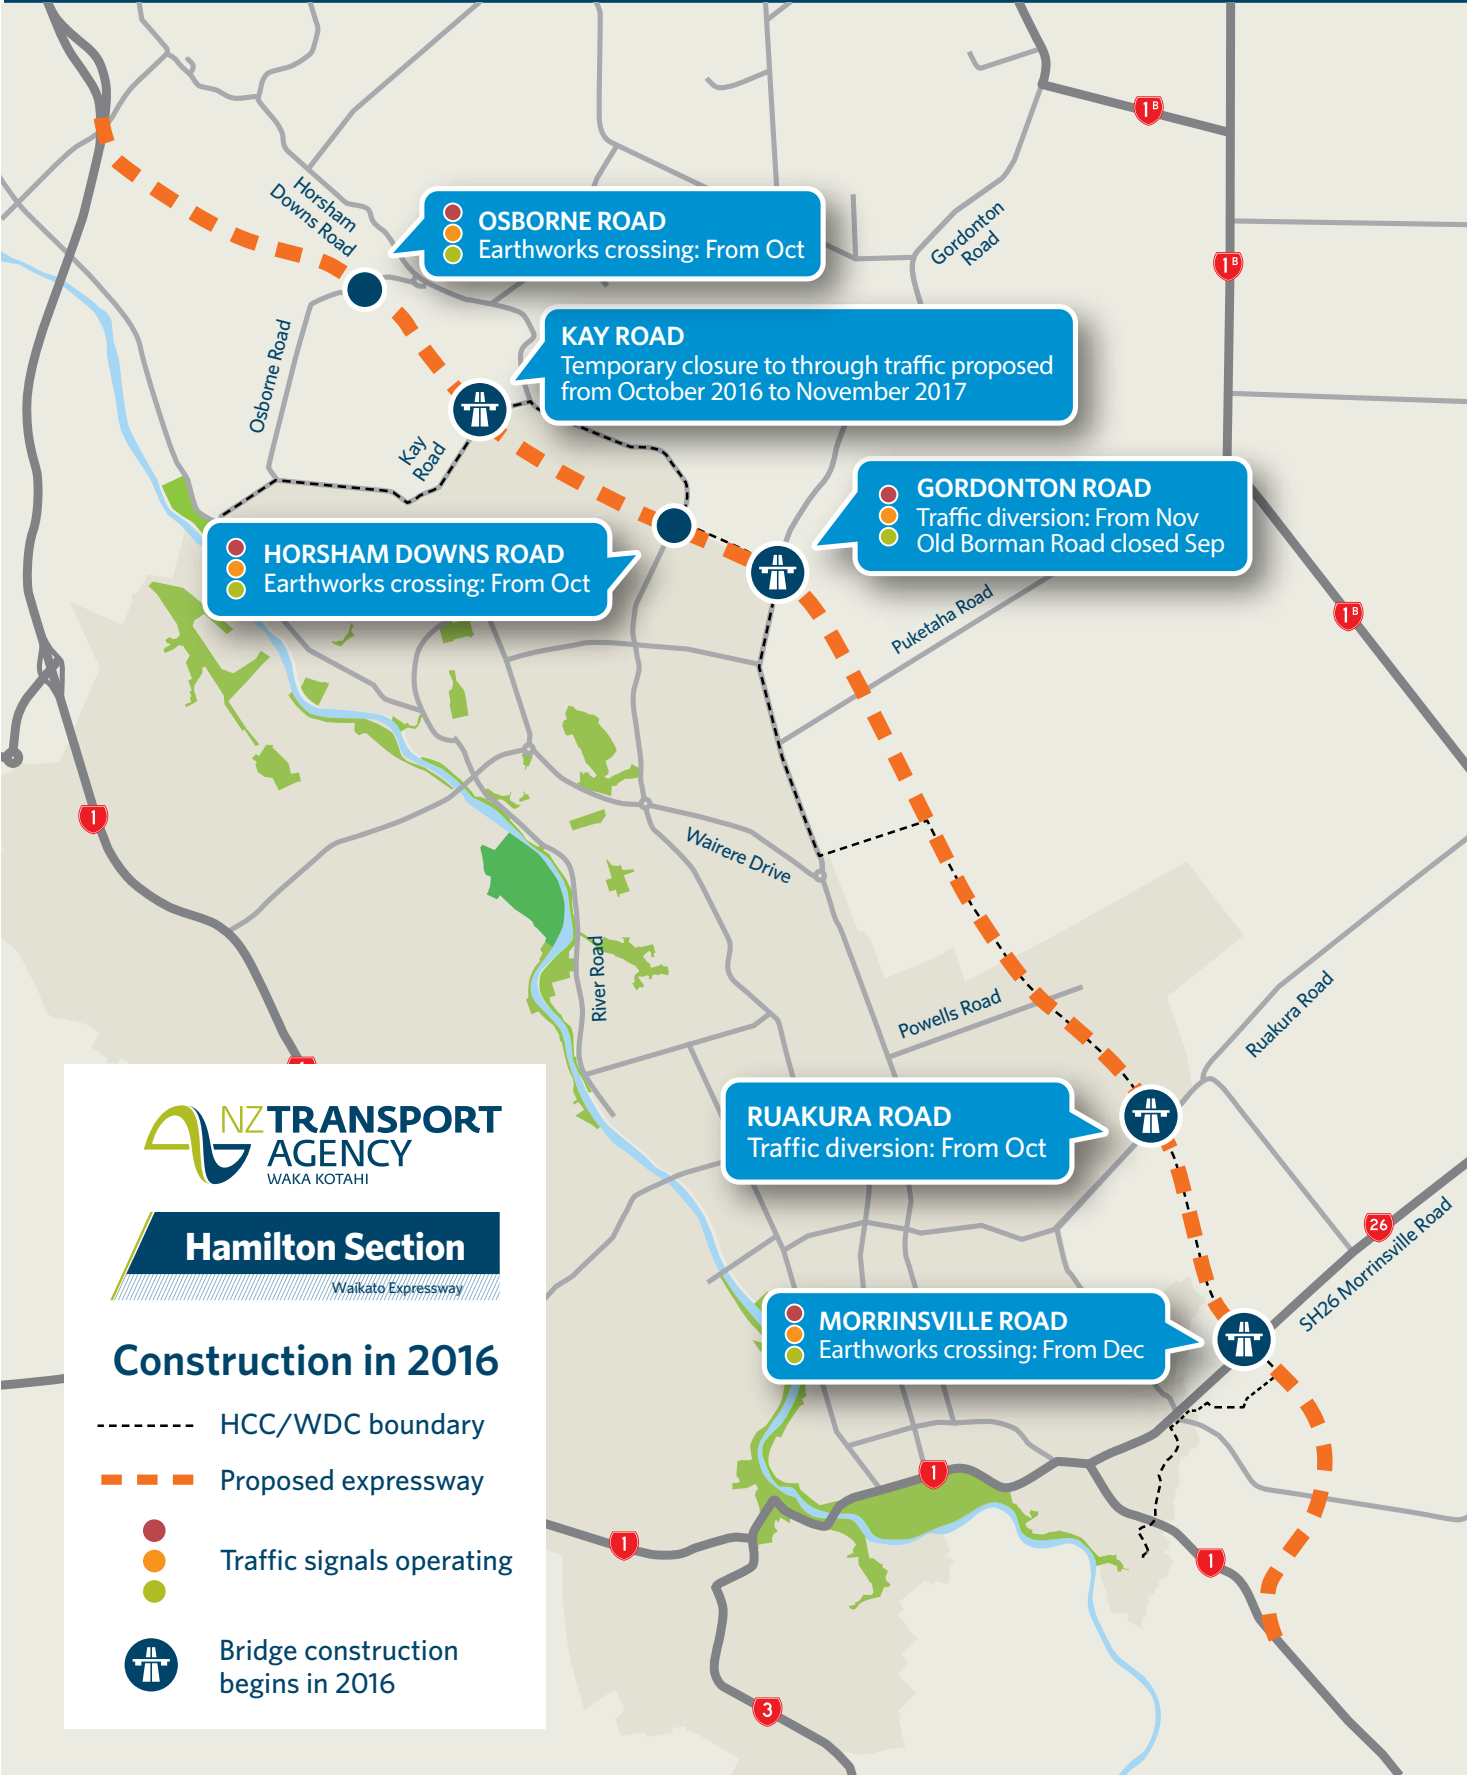 1B
Horsham
Downs Road
OSBORNE ROAD
Earthworks crossing: From Oct
Gordonton
Road
1B
KAY ROAD
Temporary closure to through traffic proposed
from October 2016 to November 2017
Osborne Road
Kay
Road
GORDONTON ROAD
Traffic diversion: From Nov
Old Borman Road closed Sep
HORSHAM DOWNS ROAD
Earthworks crossing: From Oct
Puketaha Road
1B
1
Wairere Drive
River Road
Powells Road
Ruakura Road
RUAKURA ROAD
Traffic diversion: From Oct
26
SH26 Morrinsville Road
MORRINSVILLE ROAD
Earthworks crossing: From Dec
1
1
1
3
NZ TRANSPORT
AGENCY
WAKA KOTAHI
Hamilton Section
Waikato Expressway
Construction in 2016
HCC/WDC boundary
Proposed expressway
Traffic signals operating
Bridge construction
begins in 2016